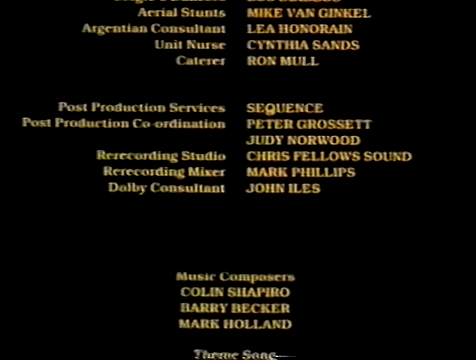 Aerial Stunts MIKE VAN GINKEL
Argentian Consultant LEA HONORAIN
Unit Nurse CYNTHIA SANDS
Caterer RON MULL
Post Production Services SEQUENCE
Post Production Co-ordination PETER GROSSETT
JUDY NORWOOD
Rerecording Studio CHRIS FELLOWS SOUND
Rerecording Mixer MARK PHILLIPS
Dolby Consultant JOHN ILES
Music Composers
COLIN SHAPIRO
BARRY BECKER
MARK HOLLAND
Theme Song